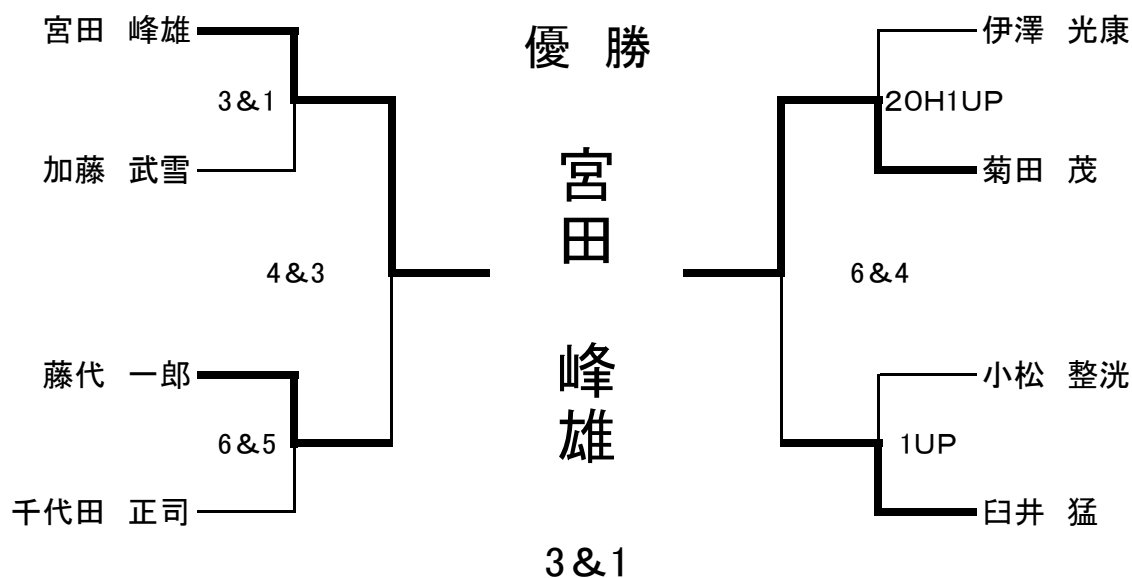 宮田　峰雄
3&1
加藤　武雪
4&3
藤代　一郎
6&5
千代田　正司
優 勝
宮田　峰雄
3&1
伊澤　光康
20H1UP
菊田　茂
6&4
小松　整洸
1UP
臼井　猛